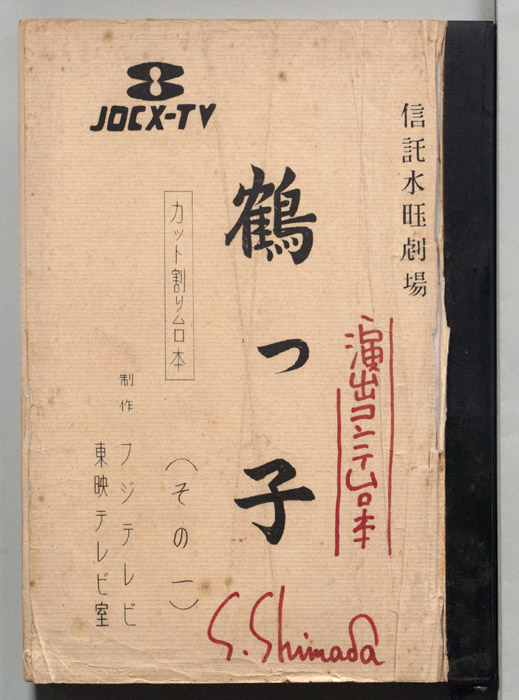 JOCX-TV
信託水旺劇場
演出コンテ台本
鶴っ子
(その一)
カット割り台本
制作
フジテレビ
東映テレビ室
S. Shimada